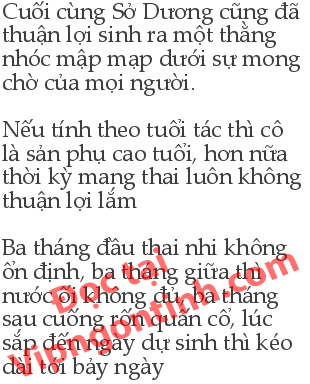 Cuối cùng Sở Dương cũng đã
thuận lợi sinh ra một thằng
nhóc mập mạp dưới sự mong
chờ của mọi người.
Nếu tính theo tuổi tác thì cô
là sản phụ cao tuổi, hơn nữa
thời kỳ mang thai luôn không
thuận lợi lắm
Ba tháng đầu thai nhi không
ổn định, ba tháng giữa thì
nước ối không đủ, ba tháng
sau cuống rốn quấn cổ, lúc
sắp đến ngày dự sinh thì kéo
dài tới bảy ngày
Đọc tại
Vipngontinh.com